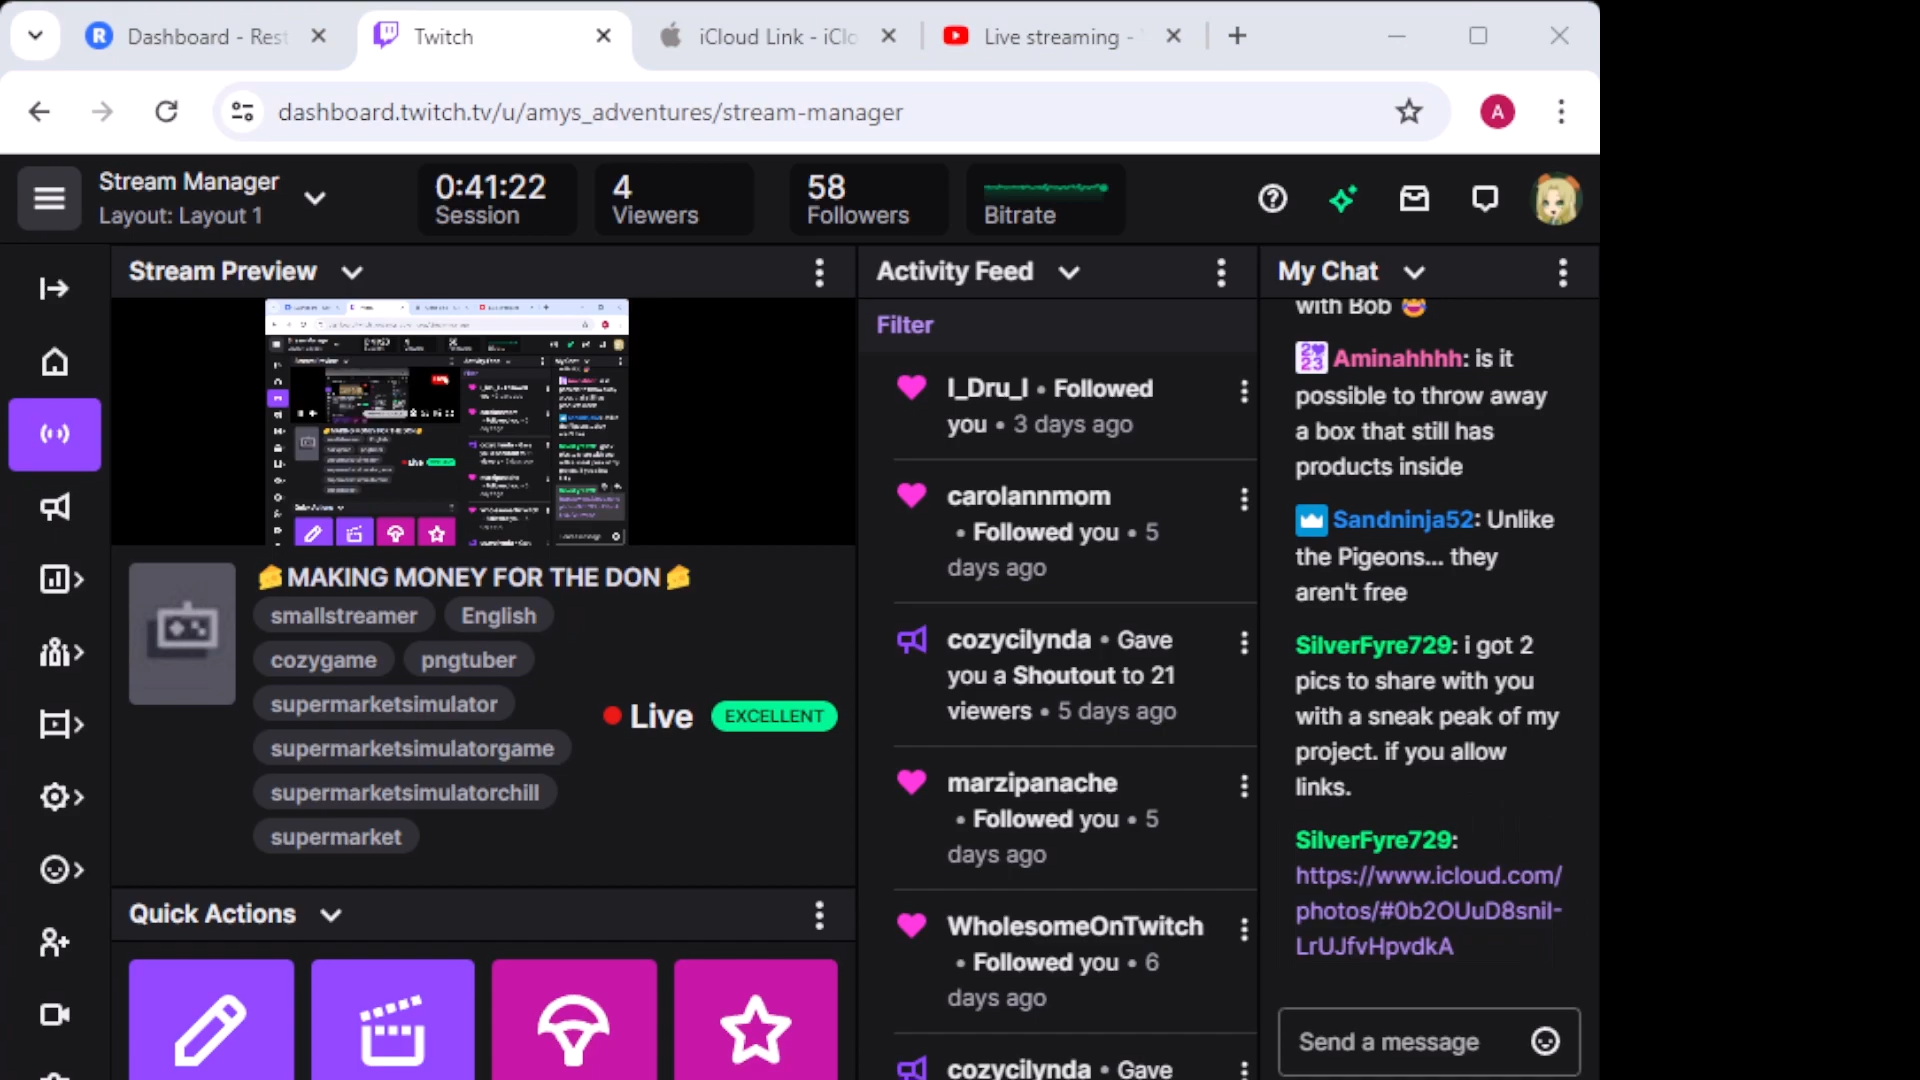 Dashboard - Rest
Twitch
iCloud Link - iClo
Live streaming -
dashboard.twitch.tv/u/amys_adventures/stream-manager
A
Stream Manager
Layout: Layout 1
0:41:22
Session
4
Viewers
58
Followers
Bitrate
Stream Preview
🧀MAKING MONEY FOR THE DON🧀
smallstreamer
English
cozygame
pngtuber
supermarketsimulator
supermarketsimulatorgame
supermarketsimulatorchill
supermarket
Live
EXCELLENT
Quick Actions
Activity Feed
Filter
I_Dru_I • Followed
you • 3 days ago
carolannmom
• Followed you • 5
days ago
cozycilynda • Gave
you a Shoutout to 21
viewers • 5 days ago
marzipanache
• Followed you • 5
days ago
WholesomeOnTwitch
• Followed you • 6
days ago
cozycilynda • Gave
My Chat
with Bob 🤩
Aminahhhh: is it
possible to throw away
a box that still has
products inside
Sandninja52: Unlike
the Pigeons... they
aren't free
SilverFyre729: i got 2
pics to share with you
with a sneak peak of my
project. if you allow
links.
SilverFyre729:
https://www.icloud.com/
photos/#0b2OUuD8sniI-
LrUJfvHpvdkA
Send a message